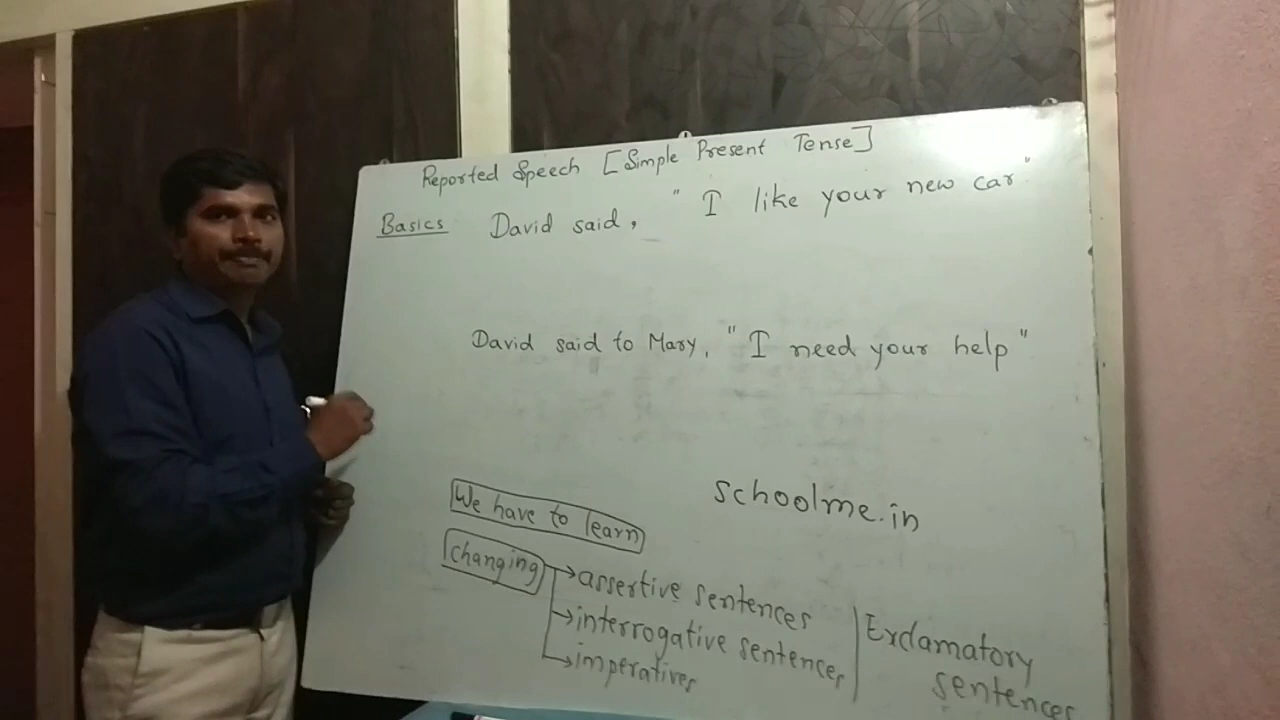 Reported Speech [Simple Present Tense]
Basics David said, "I like your new car"
David said to Mary, "I need your help"
We have to learn
schoolme.in
changing → assertive sentences
→ interrogative sentences
→ imperatives
Exclamatory
sentences